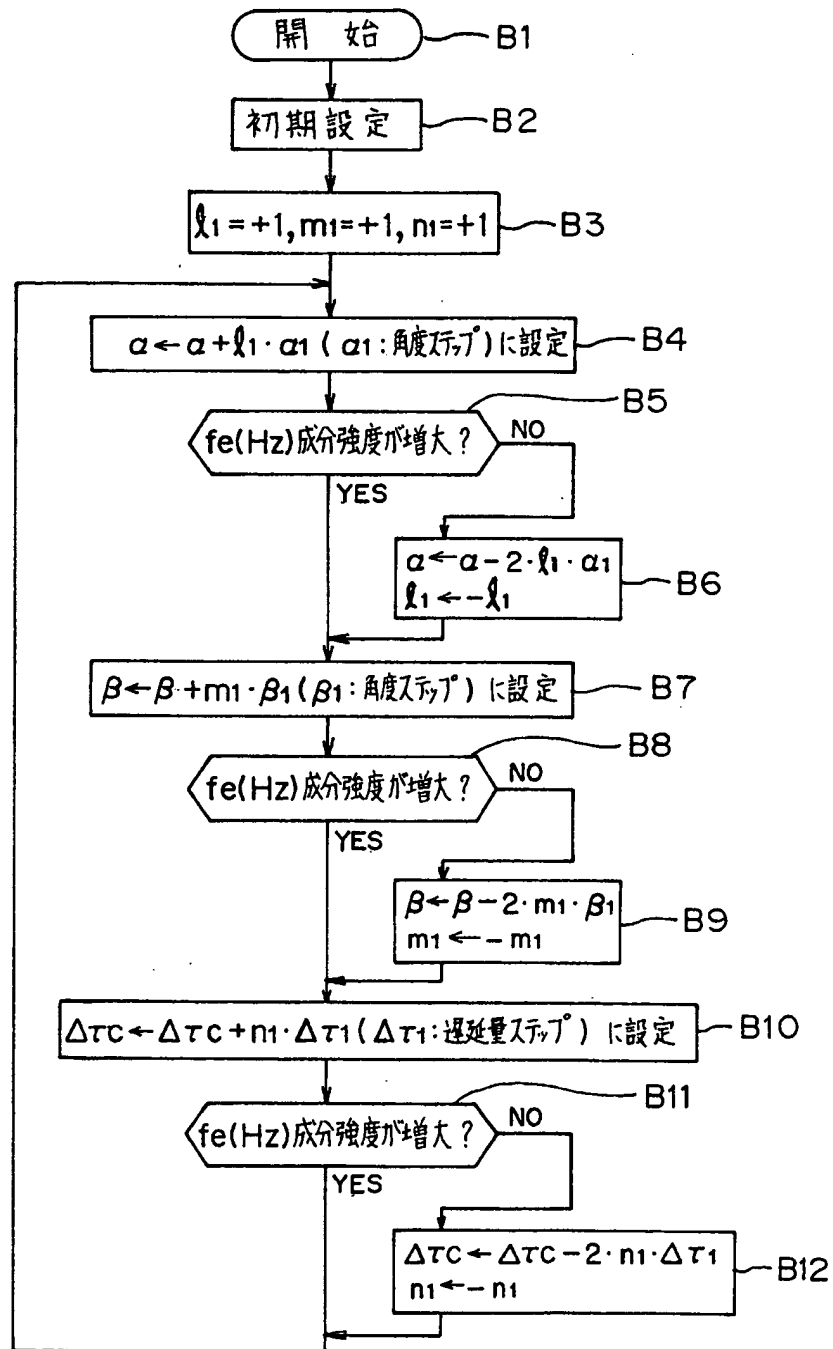 開 始
B1
初期設定
B2
ℓ1=+1, m1=+1, n1=+1
B3
α←α+ℓ1・α1 (α1:角度ステップ)に設定
B4
B5
fe(Hz)成分強度が増大?
NO
YES
α←α-2・ℓ1・α1
ℓ1←-ℓ1
B6
β←β+m1・β1(β1:角度ステップ) に設定
B7
B8
fe(Hz)成分強度が増大?
NO
YES
β←β-2・m1・β1
m1←-m1
B9
Δτc←Δτc+n1・Δτ1(Δτ1:遅延量ステップ) に設定
B10
B11
fe(Hz)成分強度が増大?
NO
YES
Δτc←Δτc-2・n1・Δτ1
n1←-n1
B12